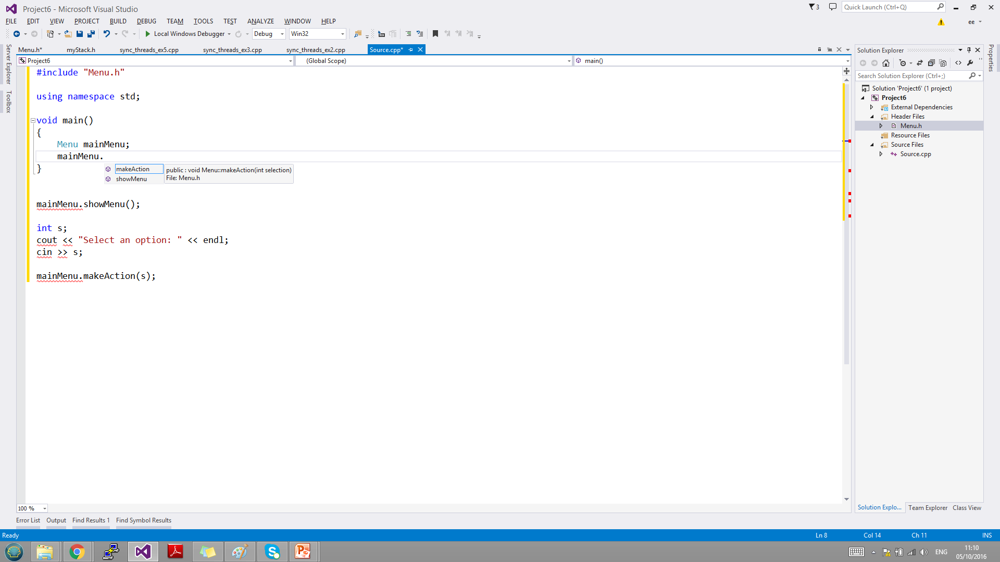 Project6 - Microsoft Visual Studio
3
Quick Launch (Ctrl+Q)
FILE EDIT VIEW PROJECT BUILD DEBUG TEAM TOOLS TEST ANALYZE WINDOW HELP
ee
Local Windows Debugger Debug Win32
Server Explorer
Toolbox
Menu.h* myStack.h sync_threads_ex5.cpp sync_threads_ex3.cpp sync_threads_ex2.cpp Source.cpp*
Project6 (Global Scope) main()
#include "Menu.h"
using namespace std;
void main()
{
Menu mainMenu;
mainMenu.
}
makeAction
showMenu
public : void Menu::makeAction(int selection)
File: Menu.h
mainMenu.showMenu();
int s;
cout << "Select an option: " << endl;
cin >> s;
mainMenu.makeAction(s);
100 %
Solution Explorer
Search Solution Explorer (Ctrl+;)
Solution 'Project6' (1 project)
Project6
External Dependencies
Header Files
Menu.h
Resource Files
Source Files
Source.cpp
Solution Explo... Team Explorer Class View
Properties
Error List Output Find Results 1 Find Symbol Results
Ready Ln 8 Col 14 Ch 11 INS
ENG
11:10
05/10/2016